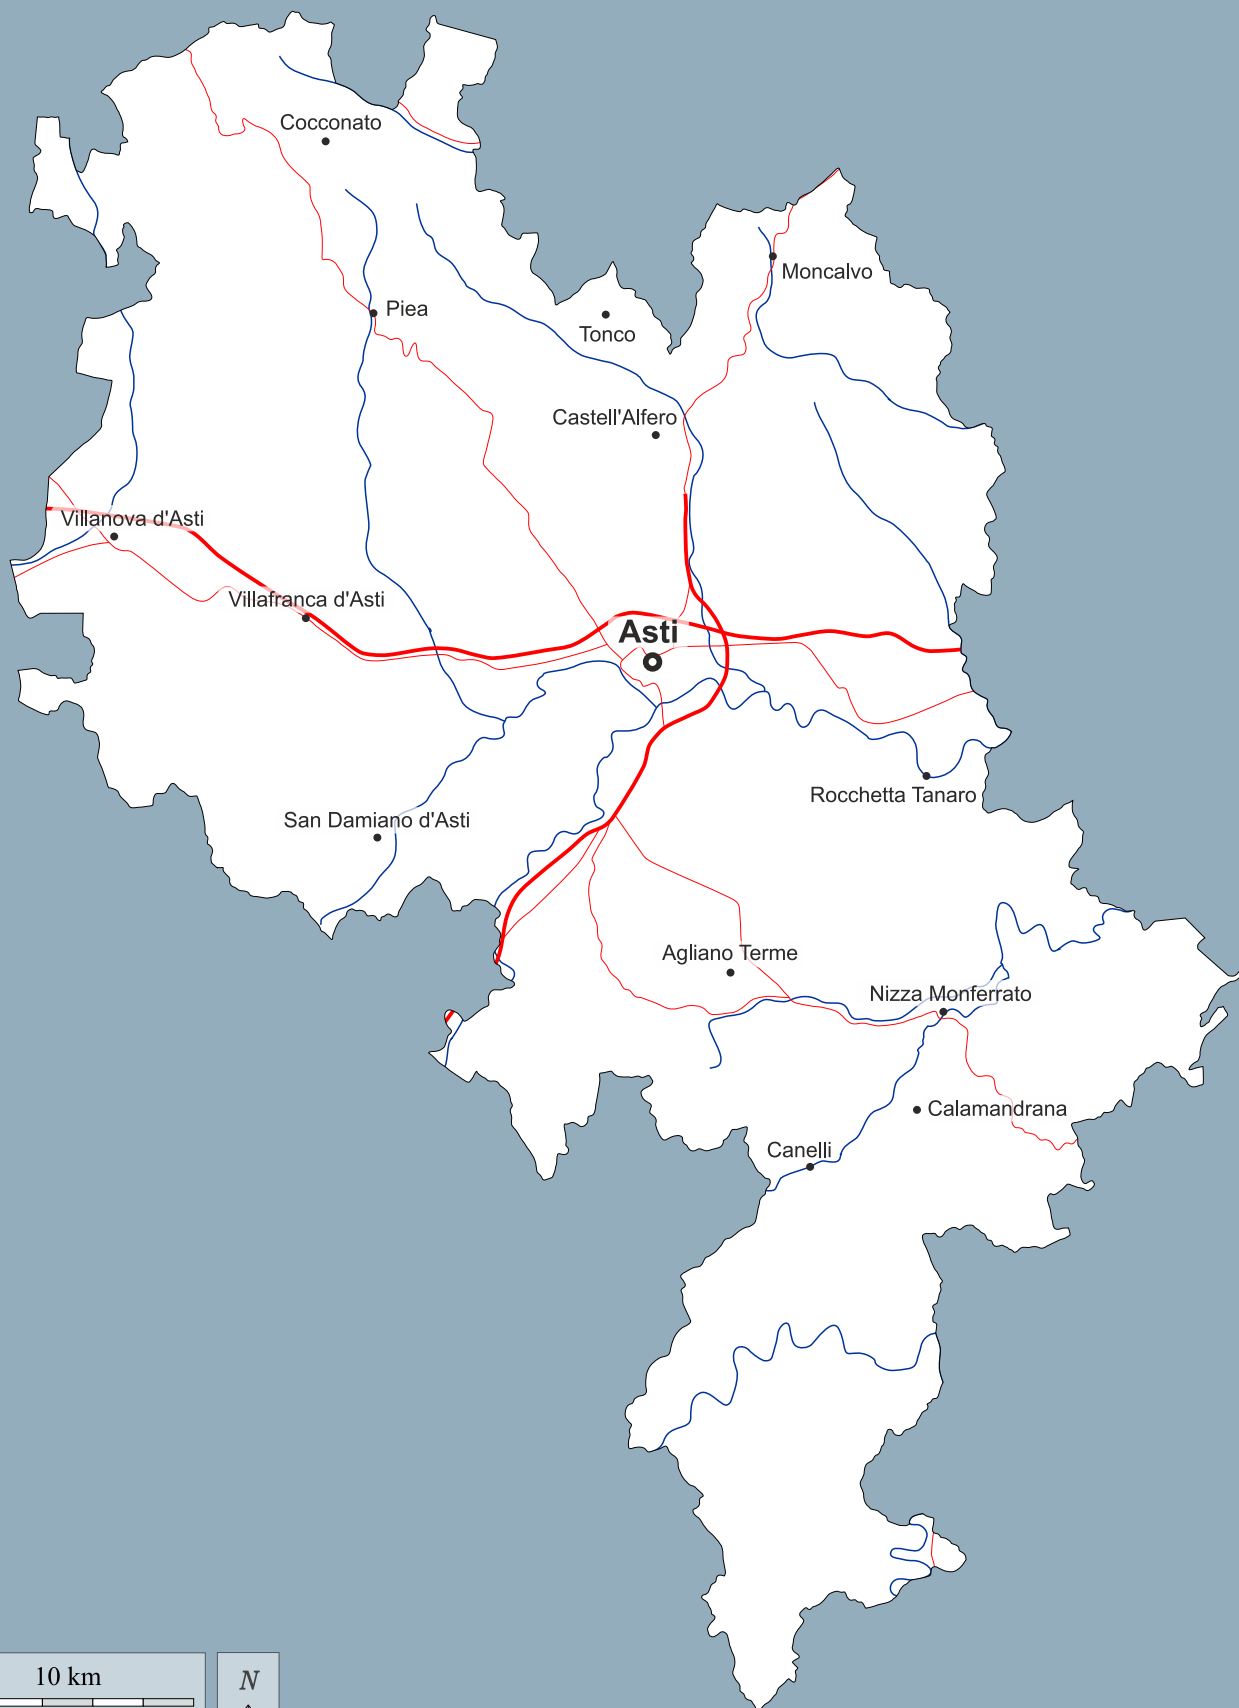 Cocconato
Moncalvo
Piea
Tonco
Castell'Alfero
Villanova d'Asti
Villafranca d'Asti
Asti
Rocchetta Tanaro
San Damiano d'Asti
Agliano Terme
Nizza Monferrato
Calamandrana
Canelli
10 km
N